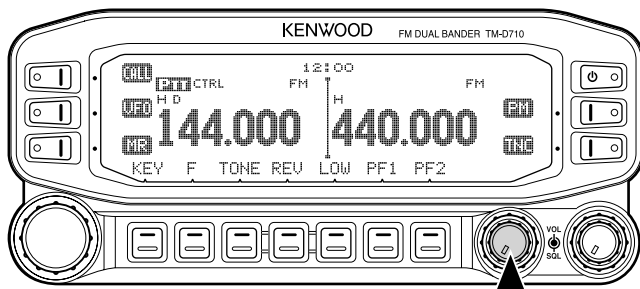 KENWOOD FM DUAL BANDER TM-D710
12:00
CALL PTT CTRL FM FM
VFO H D H PM
144.000 440.000
MR TNC
KEY F TONE REV LOW PF1 PF2
VOL
SQL